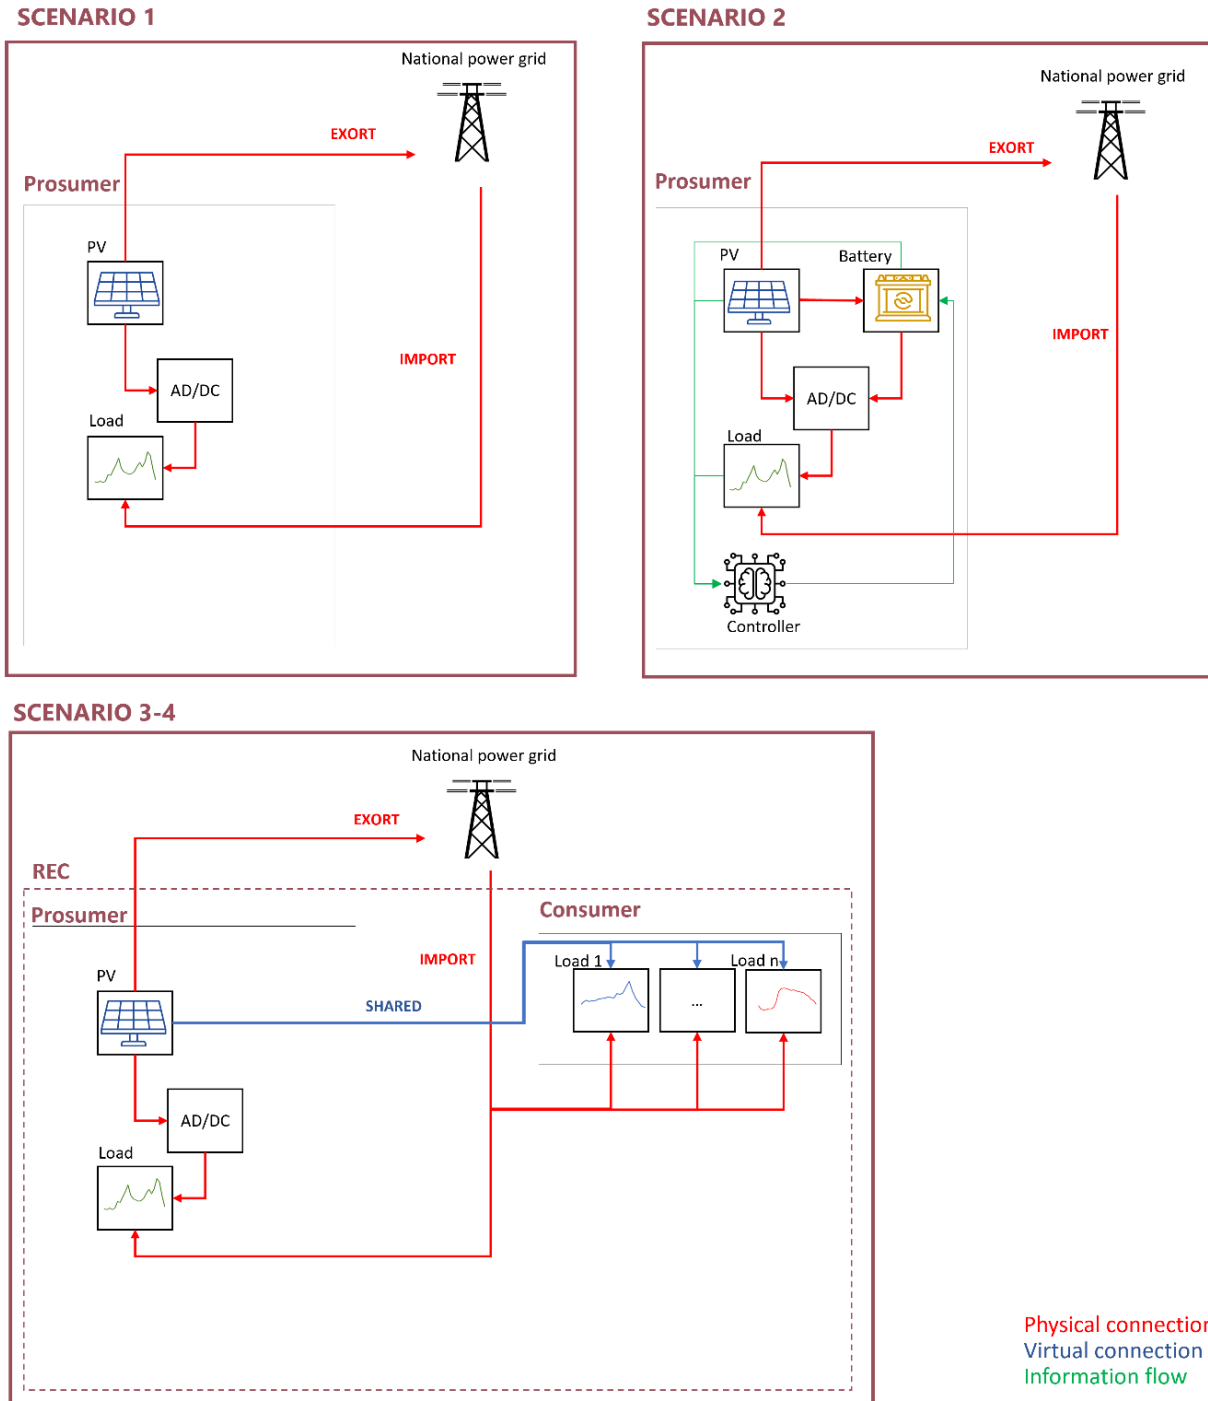 SCENARIO 1
National power grid
EXORT
Prosumer
PV
IMPORT
AD/DC
Load
SCENARIO 2
National power grid
EXORT
Prosumer
PV
Battery
IMPORT
AD/DC
Load
Controller
SCENARIO 3-4
National power grid
EXORT
REC
Prosumer
Consumer
IMPORT
Load 1
Load n
PV
SHARED
...
AD/DC
Load
Physical connection
Virtual connection
Information flow